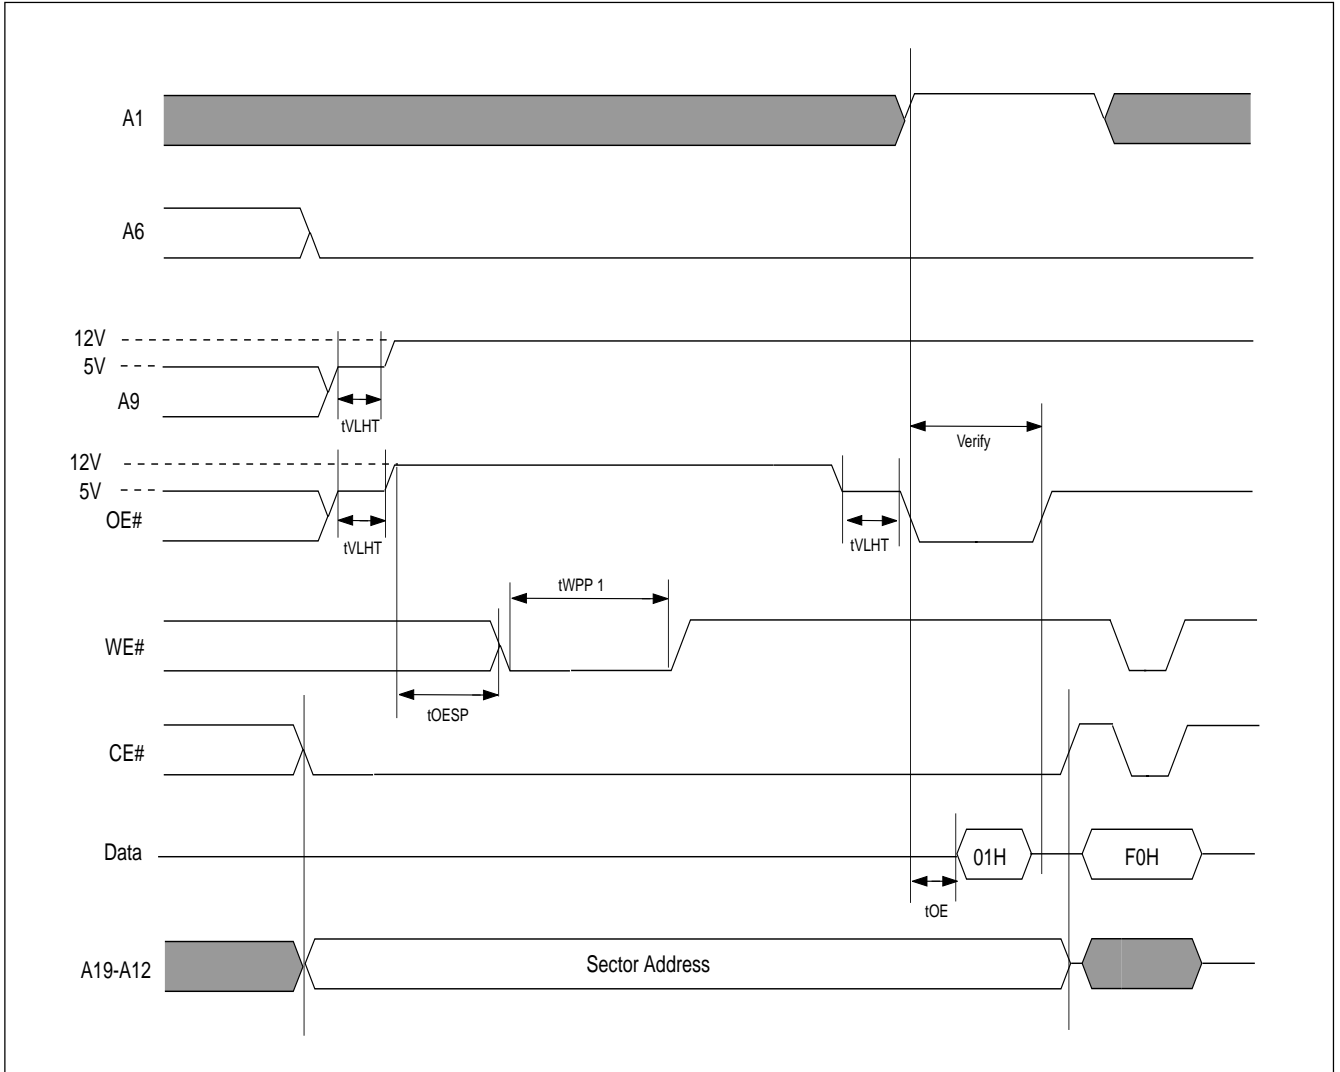 A1
A6
12V
5V
A9
tVLHT
Verify
12V
5V
OE#
tVLHT
tVLHT
tWPP 1
WE#
tOESP
CE#
Data
01H
F0H
tOE
A19-A12
Sector Address